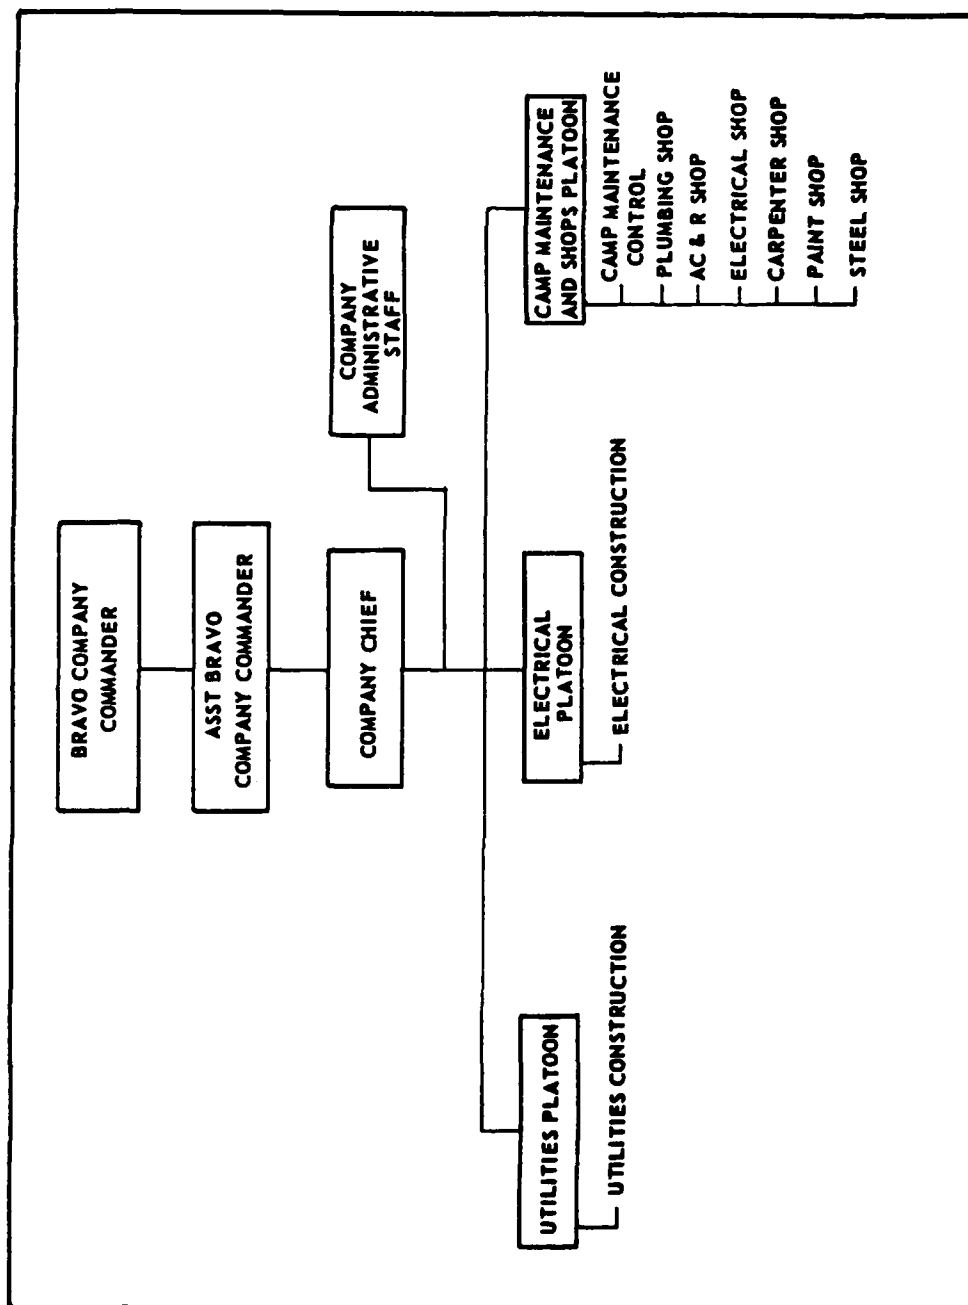 BRAVO COMPANY
COMMANDER
ASST BRAVO
COMPANY COMMANDER
COMPANY CHIEF
COMPANY
ADMINISTRATIVE
STAFF
UTILITIES PLATOON
UTILITIES CONSTRUCTION
ELECTRICAL
PLATOON
ELECTRICAL CONSTRUCTION
CAMP MAINTENANCE
AND SHOPS PLATOON
CAMP MAINTENANCE
CONTROL
PLUMBING SHOP
AC & R SHOP
ELECTRICAL SHOP
CARPENTER SHOP
PAINT SHOP
STEEL SHOP